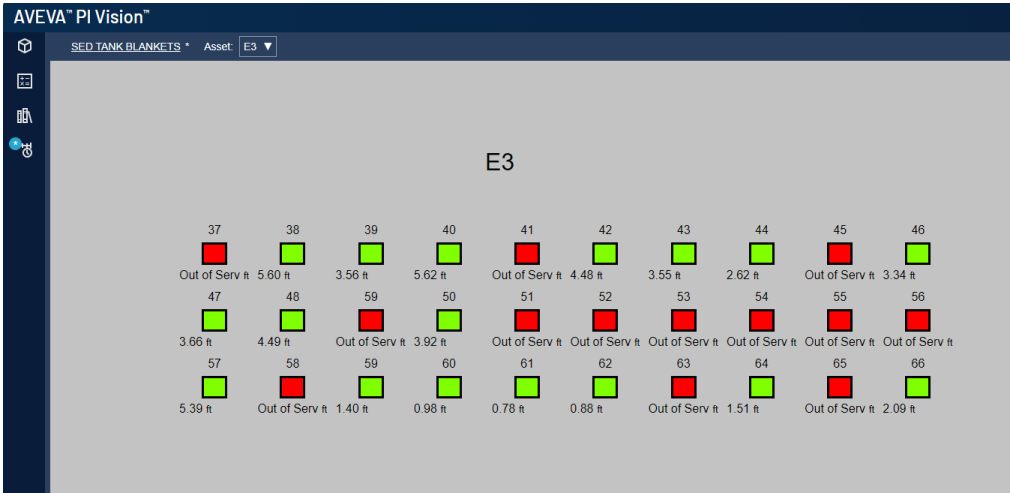 AVEVA™ PI Vision™
SED TANK BLANKETS * Asset: E3 ▼
E3
37 38 39 40 41 42 43 44 45 46
Out of Serv ft 5.60 ft 3.56 ft 5.62 ft Out of Serv ft 4.48 ft 3.55 ft 2.62 ft Out of Serv ft 3.34 ft
47 48 59 50 51 52 53 54 55 56
3.66 ft 4.49 ft Out of Serv ft 3.92 ft Out of Serv ft Out of Serv ft Out of Serv ft Out of Serv ft Out of Serv ft Out of Serv ft
57 58 59 60 61 62 63 64 65 66
5.39 ft Out of Serv ft 1.40 ft 0.98 ft 0.78 ft 0.88 ft Out of Serv ft 1.51 ft Out of Serv ft 2.09 ft